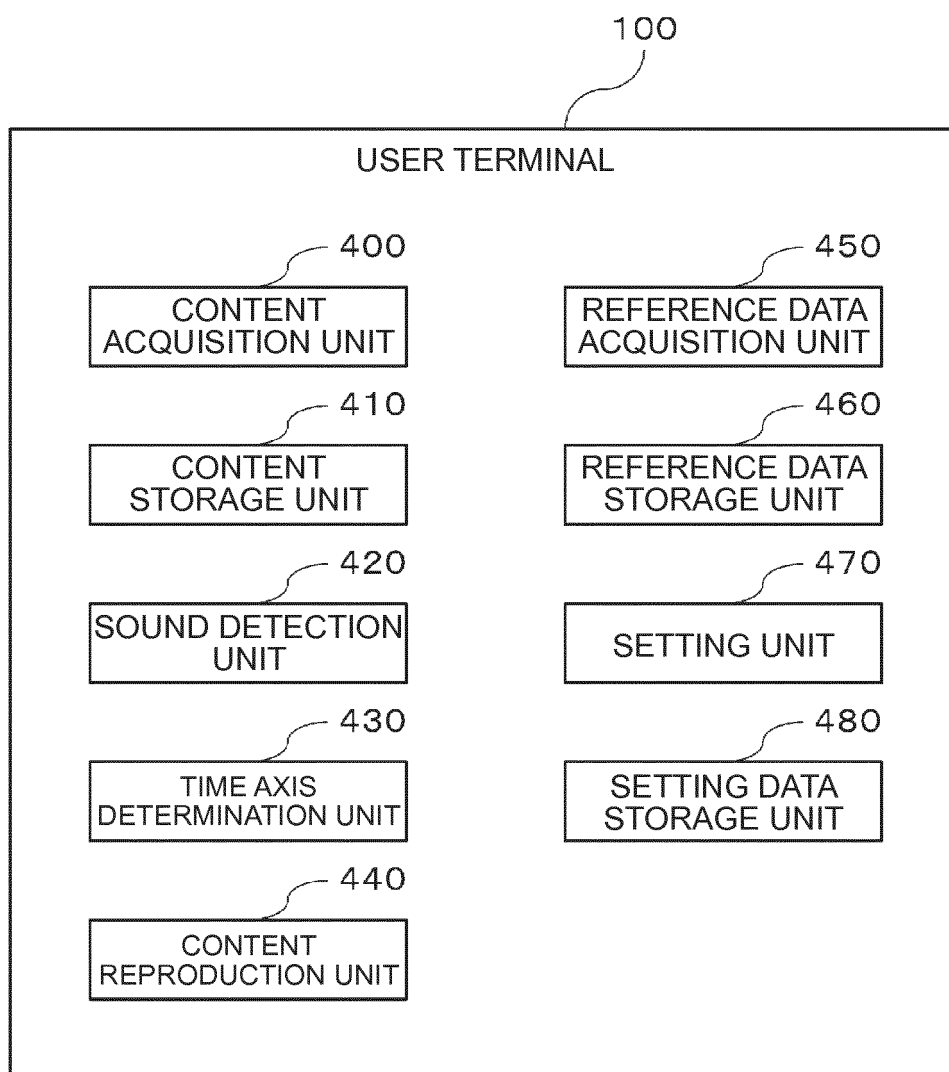 100
USER TERMINAL
400
CONTENT
ACQUISITION UNIT
410
CONTENT
STORAGE UNIT
420
SOUND DETECTION
UNIT
430
TIME AXIS
DETERMINATION UNIT
440
CONTENT
REPRODUCTION UNIT
450
REFERENCE DATA
ACQUISITION UNIT
460
REFERENCE DATA
STORAGE UNIT
470
SETTING UNIT
480
SETTING DATA
STORAGE UNIT